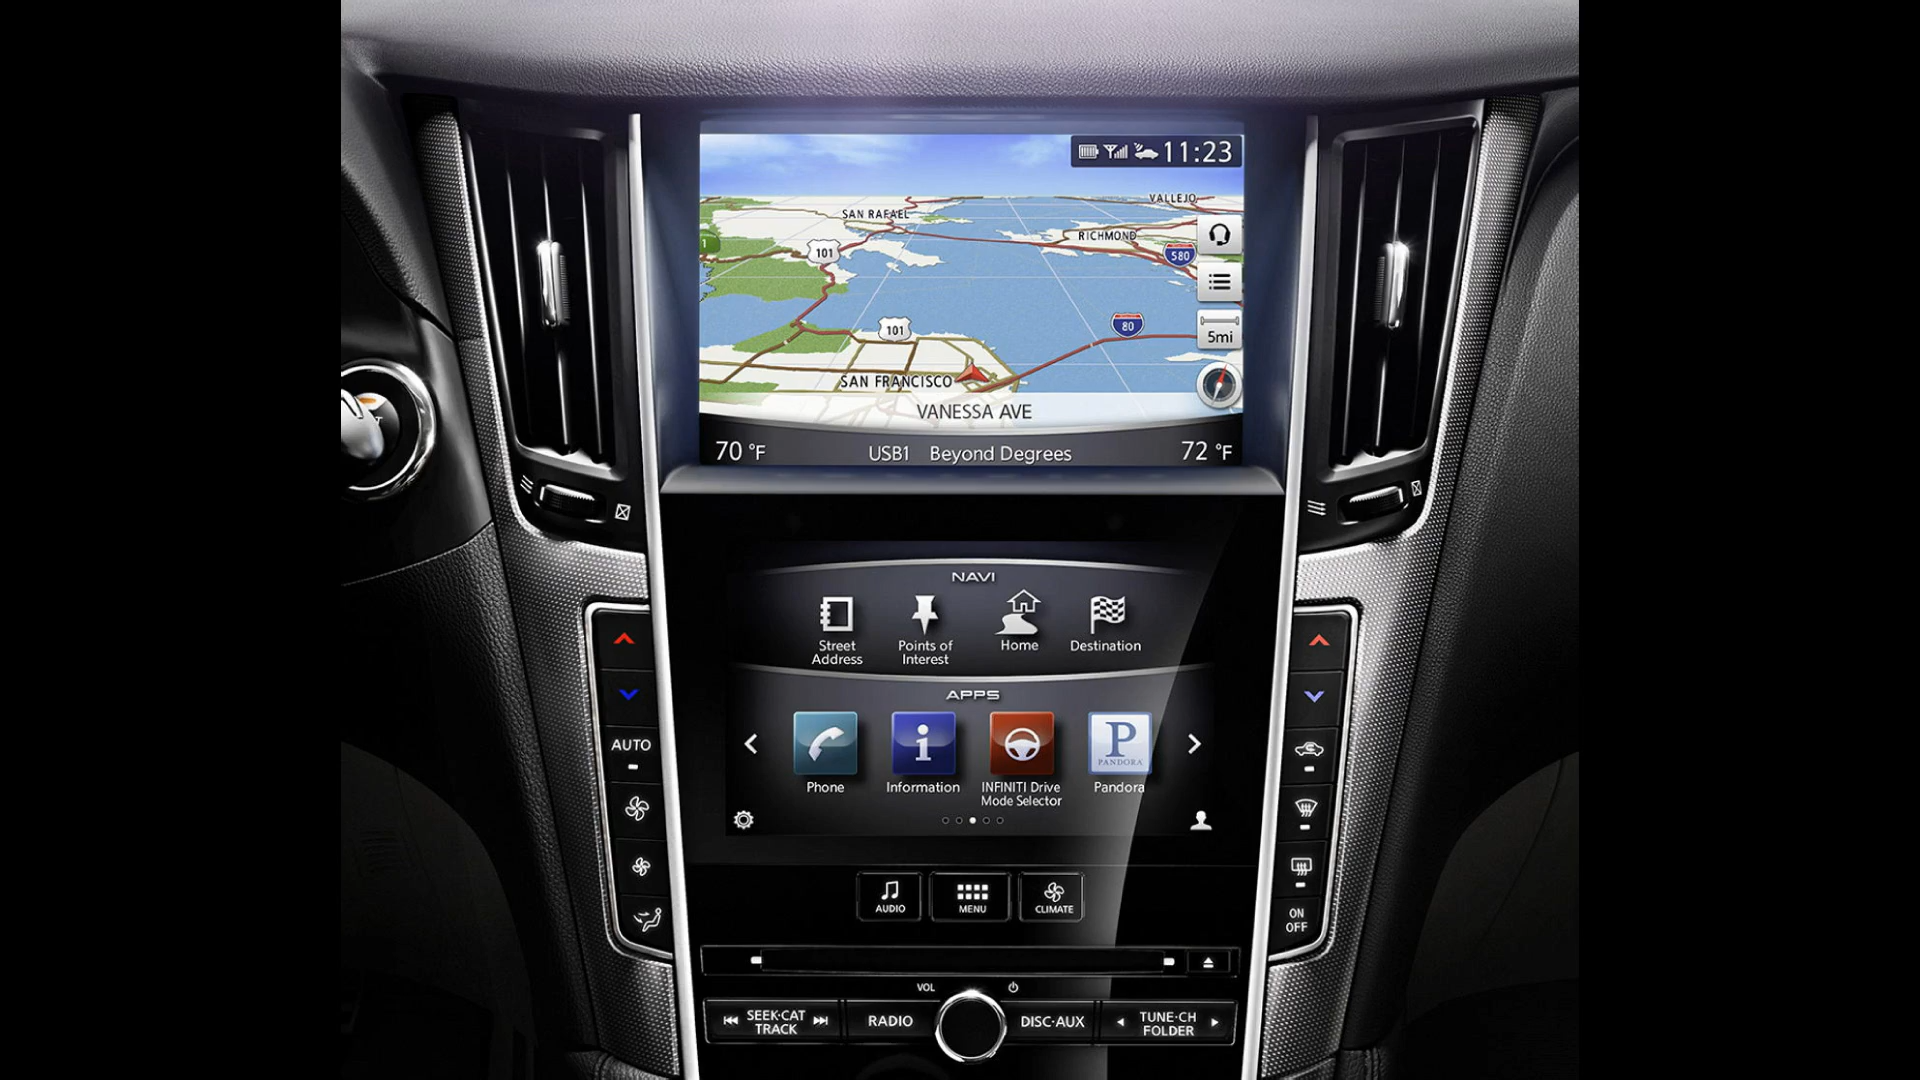 11:23
VALLEJO
SAN RAFAEL
RICHMOND
1
101
580
101
80
5mi
SAN FRANCISCO
VANESSA AVE
70 °F
USB1 Beyond Degrees
72 °F
NAVI
Street
Address
Points of
Interest
Home
Destination
APPS
PANDORA
Phone
Information
INFINITI Drive
Mode Selector
Pandora
AUTO
ON
OFF
AUDIO
MENU
CLIMATE
VOL
SEEK·CAT
TRACK
RADIO
DISC·AUX
TUNE·CH
FOLDER